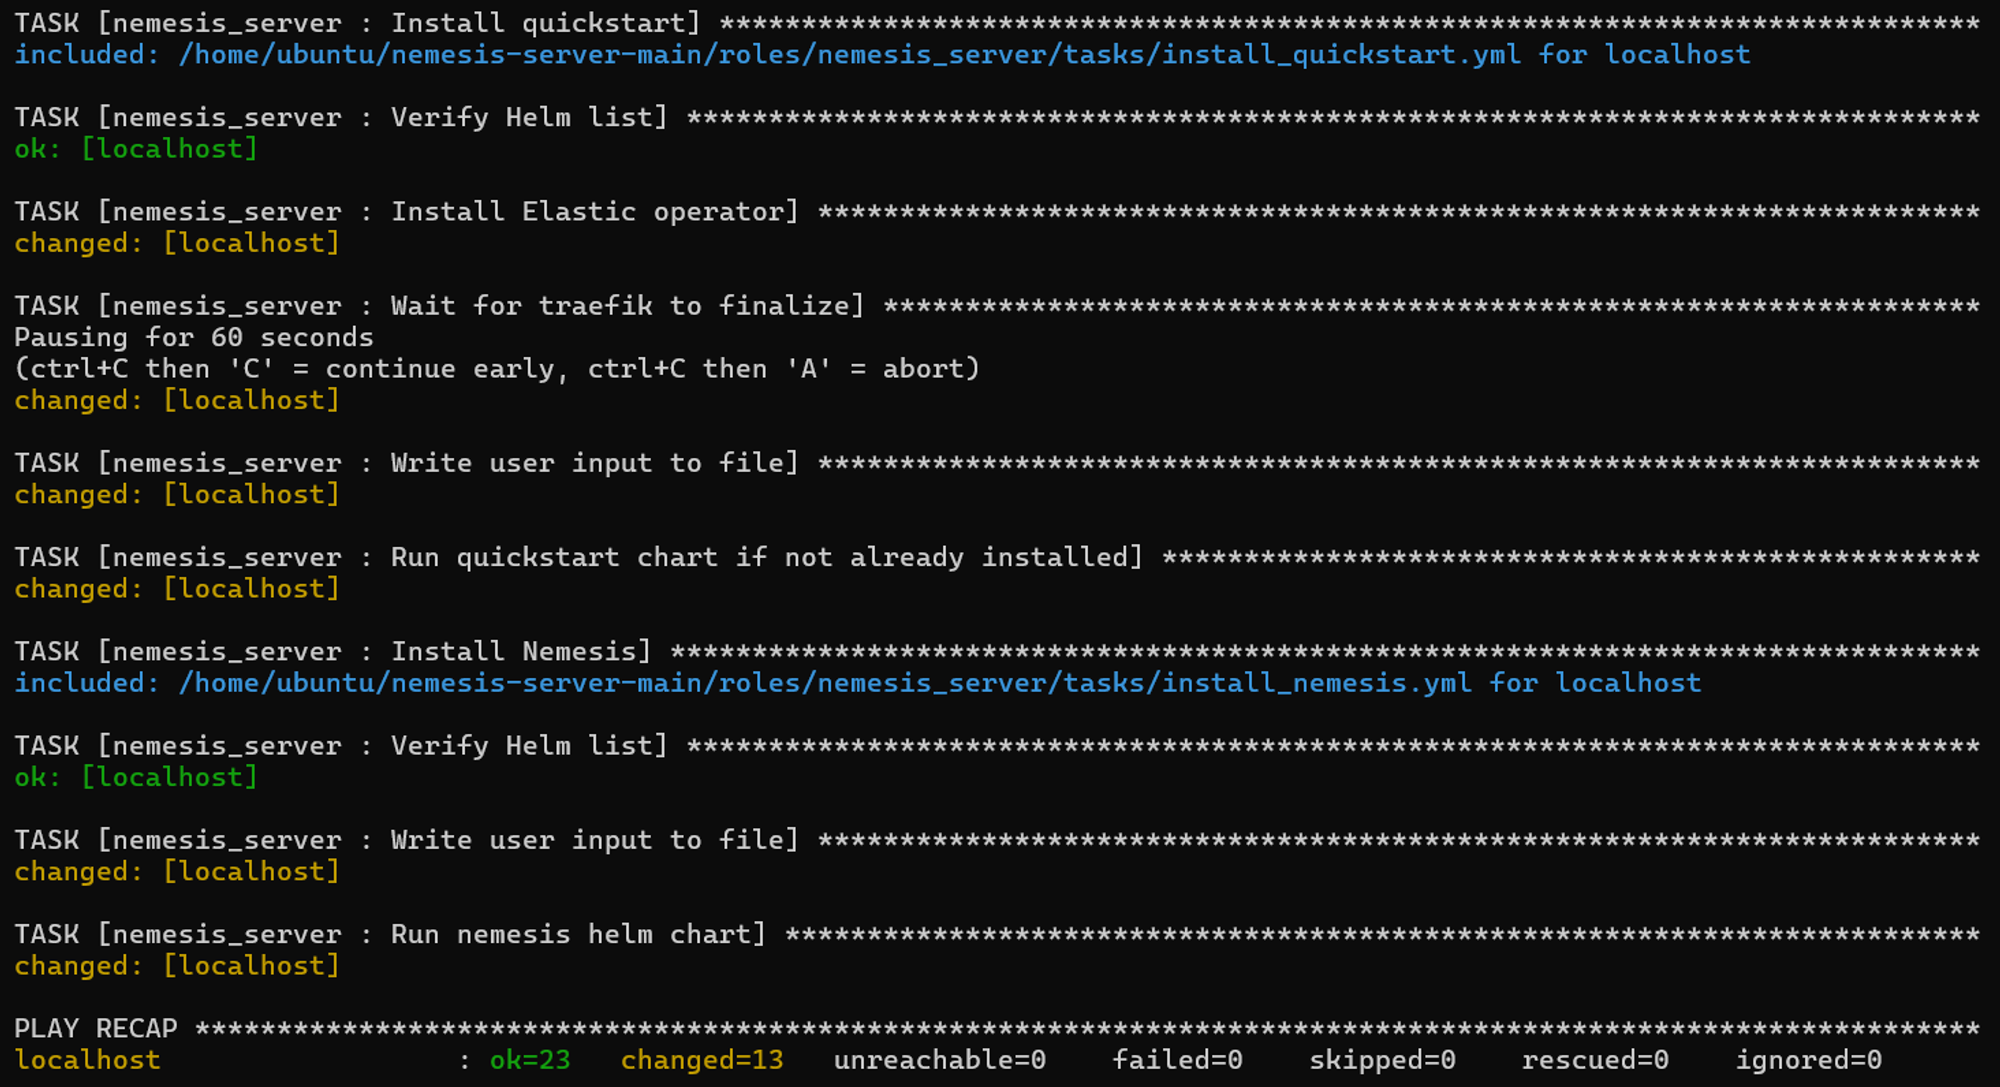 TASK [nemesis_server : Install quickstart] *****************************************************************************
included: /home/ubuntu/nemesis-server-main/roles/nemesis_server/tasks/install_quickstart.yml for localhost
TASK [nemesis_server : Verify Helm list] *******************************************************************************
ok: [localhost]
TASK [nemesis_server : Install Elastic operator] ***********************************************************************
changed: [localhost]
TASK [nemesis_server : Wait for traefik to finalize] *******************************************************************
Pausing for 60 seconds
(ctrl+C then 'C' = continue early, ctrl+C then 'A' = abort)
changed: [localhost]
TASK [nemesis_server : Write user input to file] ***********************************************************************
changed: [localhost]
TASK [nemesis_server : Run quickstart chart if not already installed] **************************************************
changed: [localhost]
TASK [nemesis_server : Install Nemesis] ********************************************************************************
included: /home/ubuntu/nemesis-server-main/roles/nemesis_server/tasks/install_nemesis.yml for localhost
TASK [nemesis_server : Verify Helm list] *******************************************************************************
ok: [localhost]
TASK [nemesis_server : Write user input to file] ***********************************************************************
changed: [localhost]
TASK [nemesis_server : Run nemesis helm chart] *************************************************************************
changed: [localhost]
PLAY RECAP *************************************************************************************************************
localhost                  : ok=23   changed=13   unreachable=0    failed=0    skipped=0    rescued=0    ignored=0